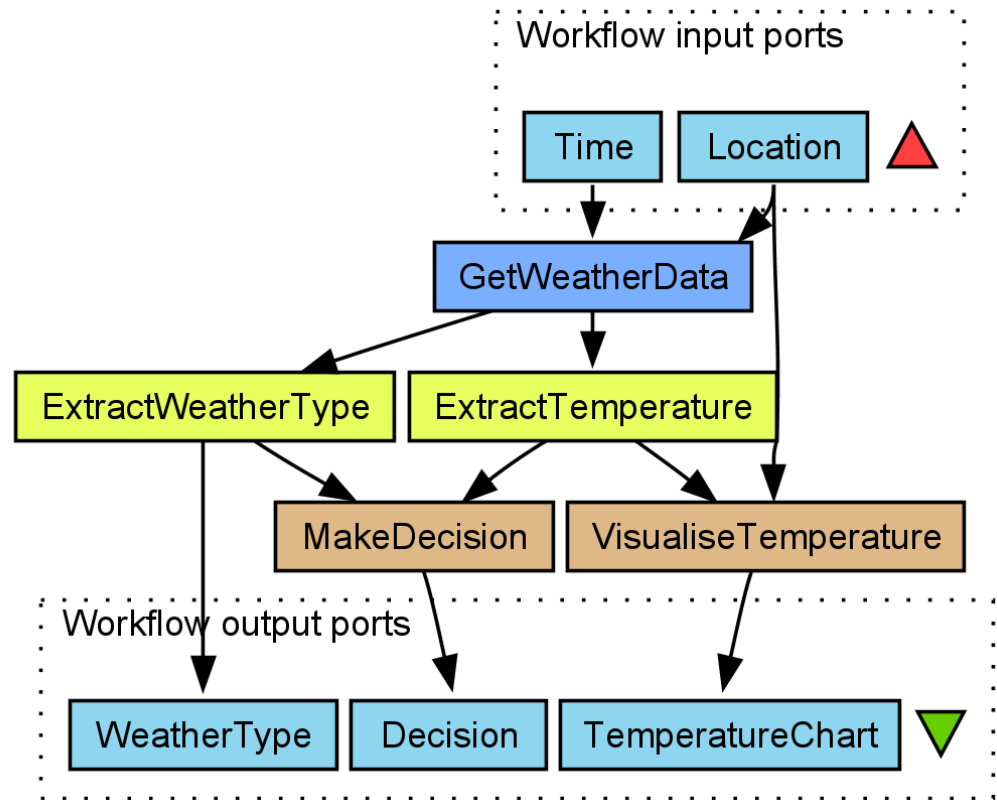 Workflow input ports
Time
Location
GetWeatherData
ExtractWeatherType
ExtractTemperature
MakeDecision
VisualiseTemperature
Workflow output ports
WeatherType
Decision
TemperatureChart